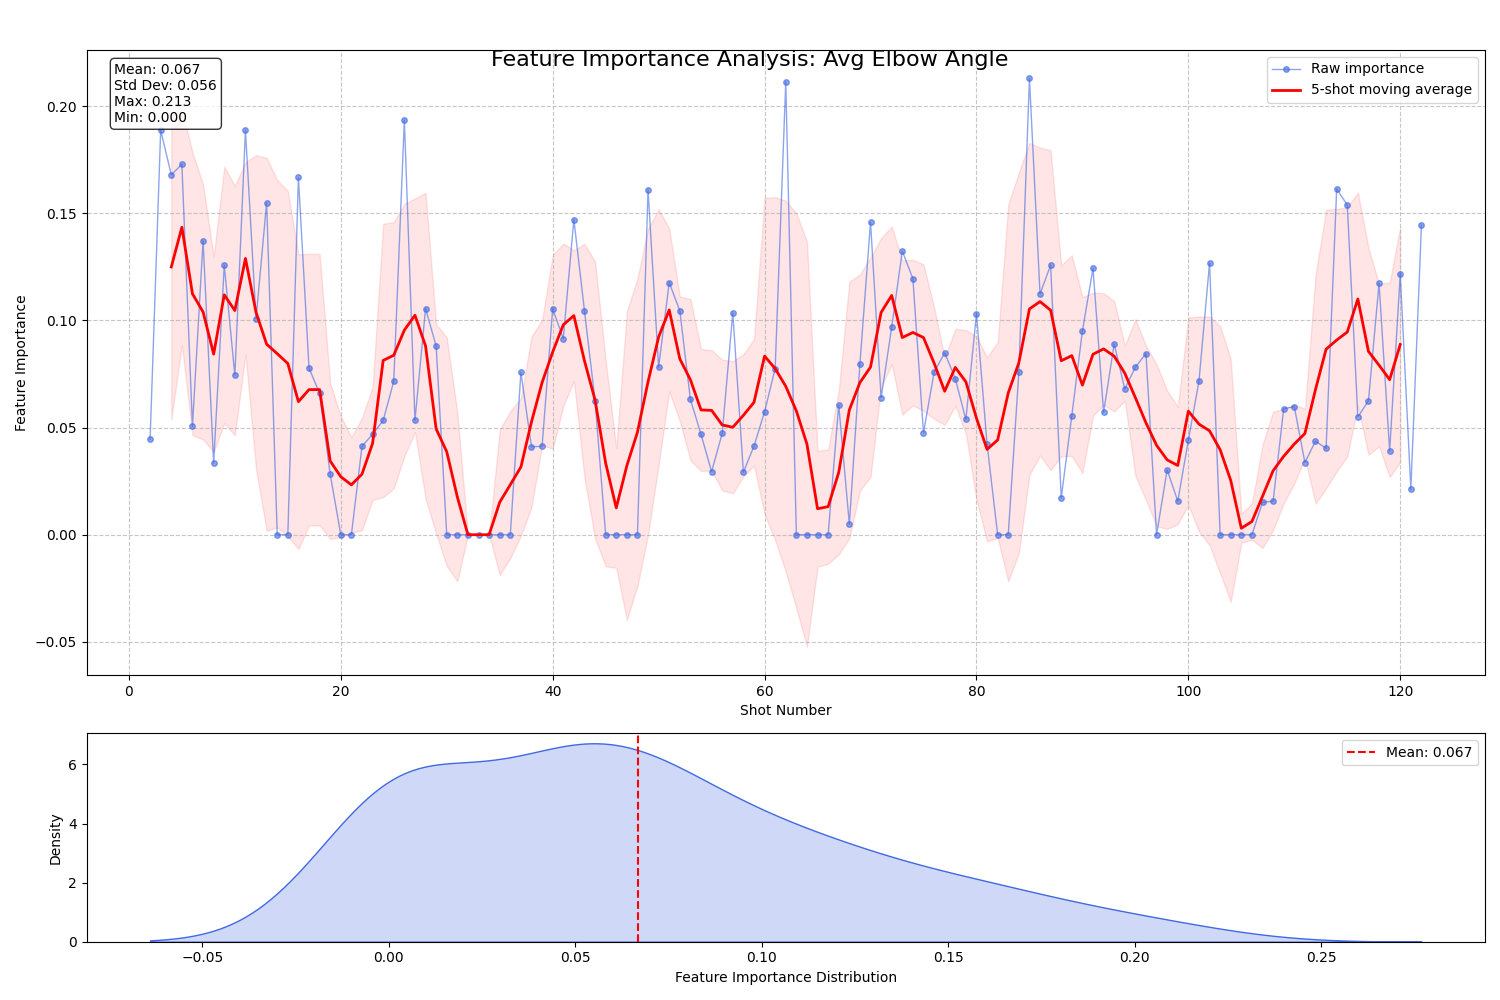 Feature Importance Analysis: Avg Elbow Angle
Mean: 0.067
Std Dev: 0.056
Max: 0.213
Min: 0.000
Raw importance
5-shot moving average
Feature Importance
0.20
0.15
0.10
0.05
0.00
−0.05
0 20 40 60 80 100 120
Shot Number
Mean: 0.067
Density
6
4
2
0
−0.05 0.00 0.05 0.10 0.15 0.20 0.25
Feature Importance Distribution